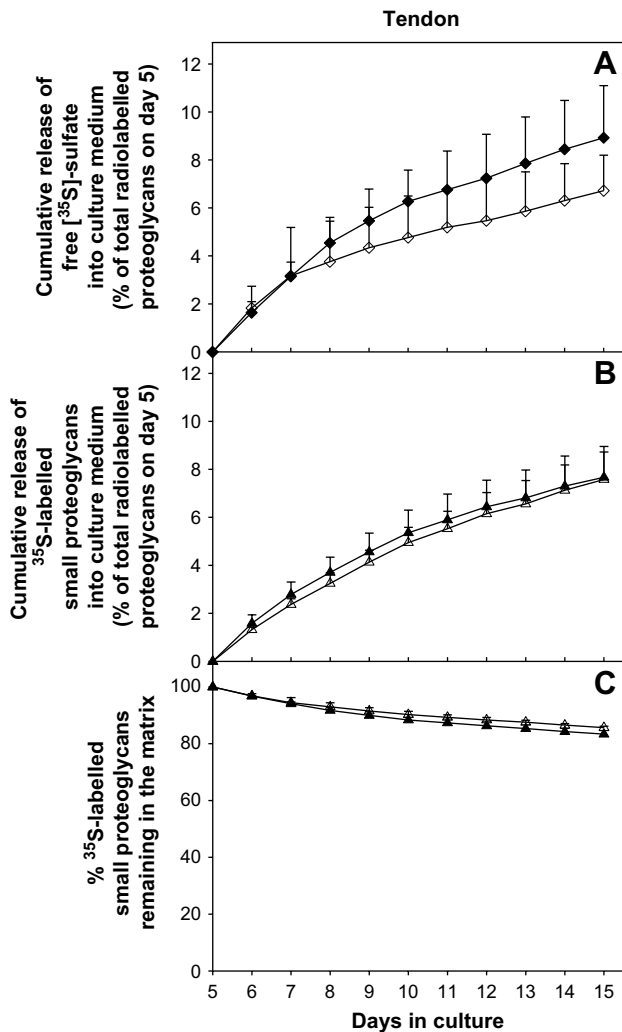 Tendon
Cumulative release of
free [³⁵S]-sulfate
into culture medium
(% of total radiolabelled
proteoglycans on day 5)
12
10
8
6
4
2
0
A
Cumulative release of
³⁵S-labelled
small proteoglycans
into culture medium
(% of total radiolabelled
proteoglycans on day 5)
12
10
8
6
4
2
0
B
% ³⁵S-labelled
small proteoglycans
remaining in the matrix
100
80
60
40
20
0
C
5 6 7 8 9 10 11 12 13 14 15
Days in culture